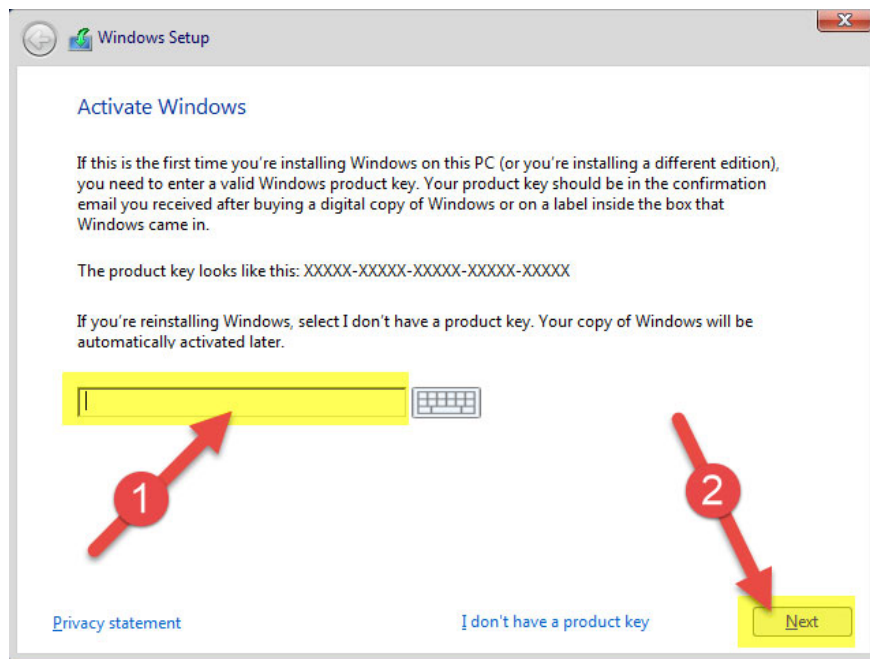 Windows Setup
X
Activate Windows
If this is the first time you're installing Windows on this PC (or you're installing a different edition),
you need to enter a valid Windows product key. Your product key should be in the confirmation
email you received after buying a digital copy of Windows or on a label inside the box that
Windows came in.
The product key looks like this: XXXXX-XXXXX-XXXXX-XXXXX-XXXXX
If you're reinstalling Windows, select I don't have a product key. Your copy of Windows will be
automatically activated later.
1
2
Privacy statement
I don't have a product key
Next